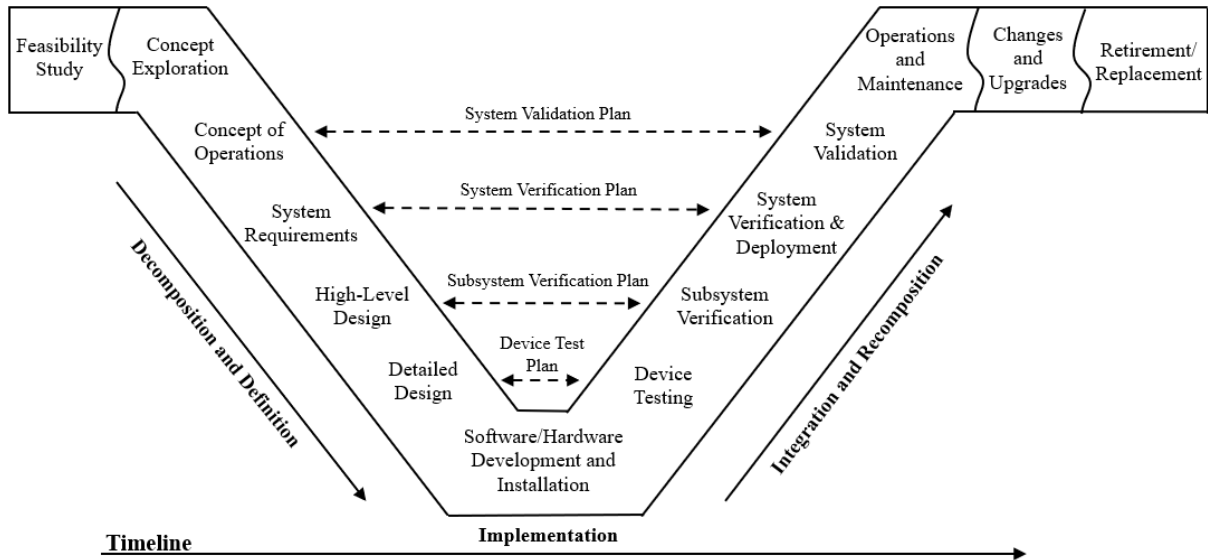 Feasibility
Study
Concept
Exploration
Operations
and
Maintenance
Changes
and
Upgrades
Retirement/
Replacement
Concept of
Operations
System Validation Plan
System
Validation
System
Requirements
System Verification Plan
System
Verification &
Deployment
High-Level
Design
Subsystem Verification Plan
Subsystem
Verification
Detailed
Design
Device Test
Plan
Device
Testing
Software/Hardware
Development and
Installation
Decomposition and Definition
Integration and Recomposition
Implementation
Timeline